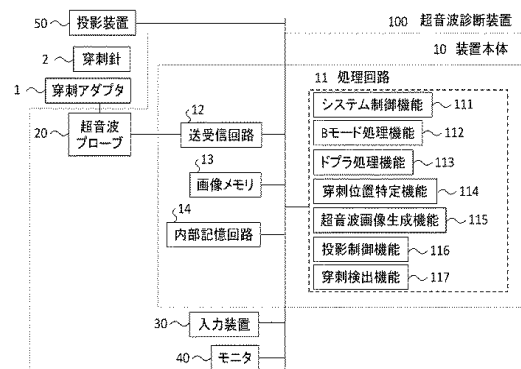 50 投影装置
100 超音波診断装置
2 穿刺針
10 装置本体
1 穿刺アダプタ
11 処理回路
20 超音波
プローブ
12
送受信回路
13
画像メモリ
14
内部記憶回路
システム制御機能 111
Bモード処理機能 112
ドプラ処理機能 113
穿刺位置特定機能 114
超音波画像生成機能 115
投影制御機能 116
穿刺検出機能 117
30 入力装置
40 モニタ